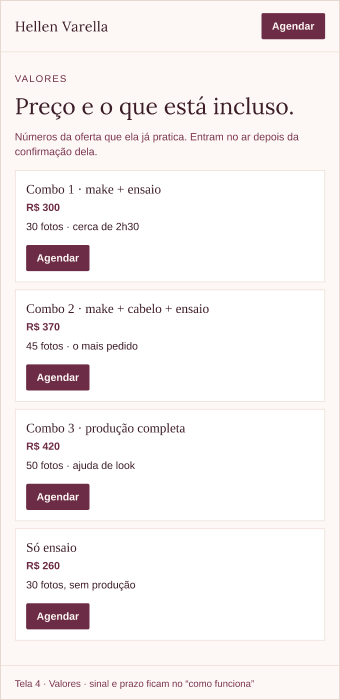 Hellen Varella
Agendar
VALORES
Preço e o que está incluso.
Números da oferta que ela já pratica. Entram no ar depois da
confirmação dela.
Combo 1 · make + ensaio
R$ 300
30 fotos · cerca de 2h30
Agendar
Combo 2 · make + cabelo + ensaio
R$ 370
45 fotos · o mais pedido
Agendar
Combo 3 · produção completa
R$ 420
50 fotos · ajuda de look
Agendar
Só ensaio
R$ 260
30 fotos, sem produção
Agendar
Tela 4 · Valores · sinal e prazo ficam no “como funciona”